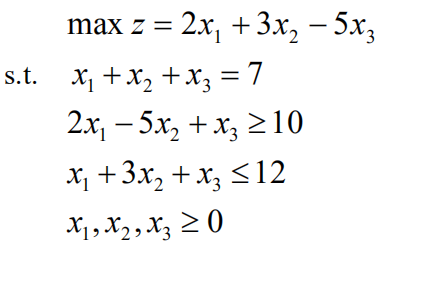 max z = 2x₁ + 3x₂ − 5x₃
s.t. x₁ + x₂ + x₃ = 7
2x₁ − 5x₂ + x₃ ≥ 10
x₁ + 3x₂ + x₃ ≤ 12
x₁, x₂, x₃ ≥ 0